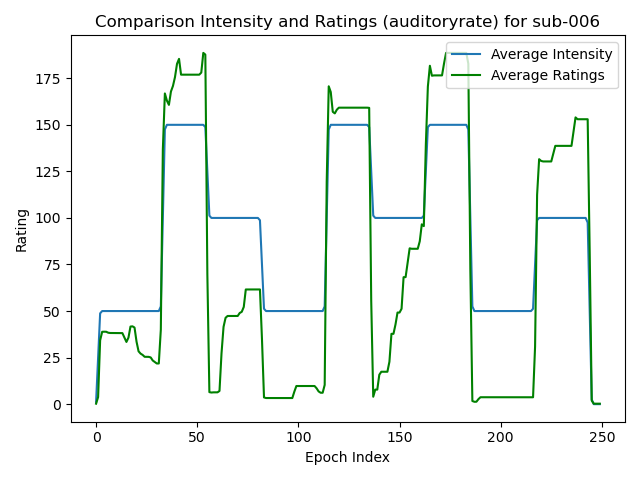 Comparison Intensity and Ratings (auditoryrate) for sub-006
Average Intensity
Average Ratings
Rating
175
150
125
100
75
50
25
0
0 50 100 150 200 250
Epoch Index